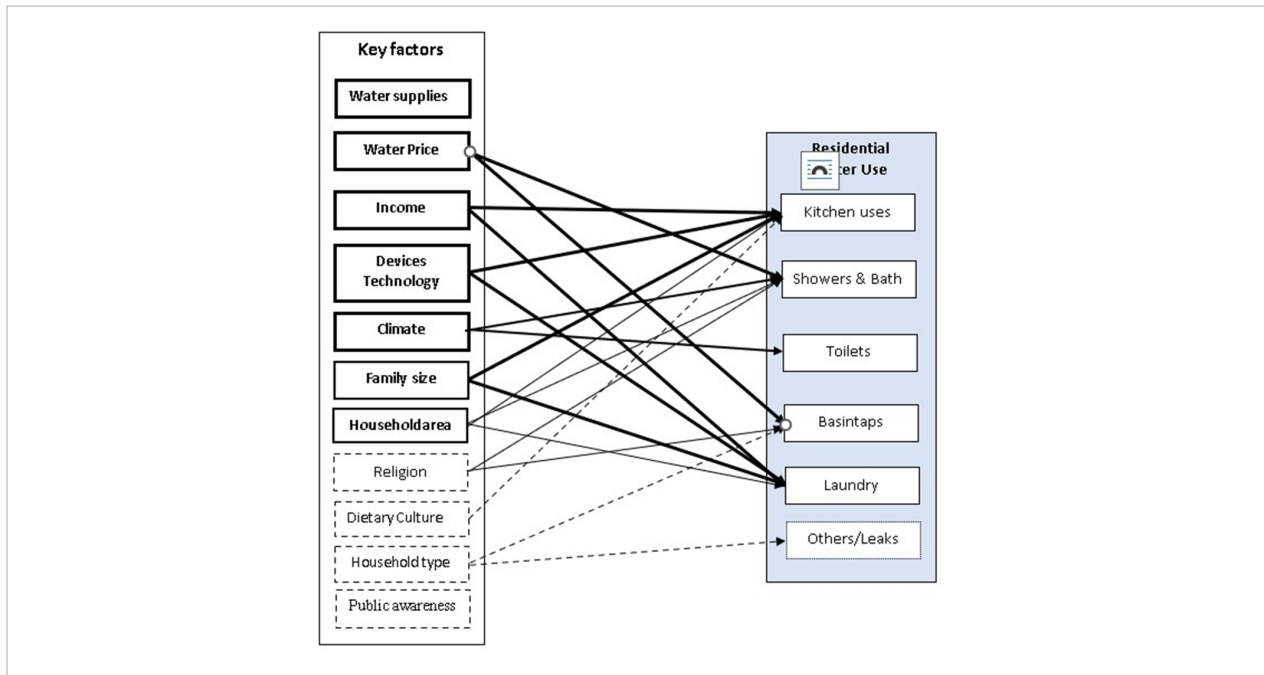 Key factors
Water supplies
Water Price
Income
Devices
Technology
Climate
Family size
Householdarea
Religion
Dietary Culture
Household type
Public awareness
Residential
Use
Kitchen uses
Showers & Bath
Toilets
Basintaps
Laundry
Others/Leaks